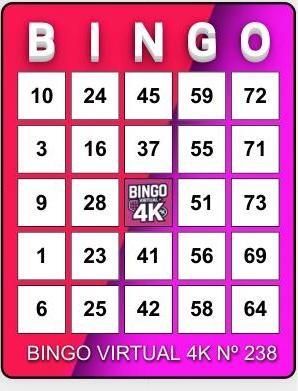 BINGO
10 24 45 59 72
3 16 37 55 71
9 28 BINGO VIRTUAL 4K 51 73
1 23 41 56 69
6 25 42 58 64
BINGO VIRTUAL 4K Nº 238